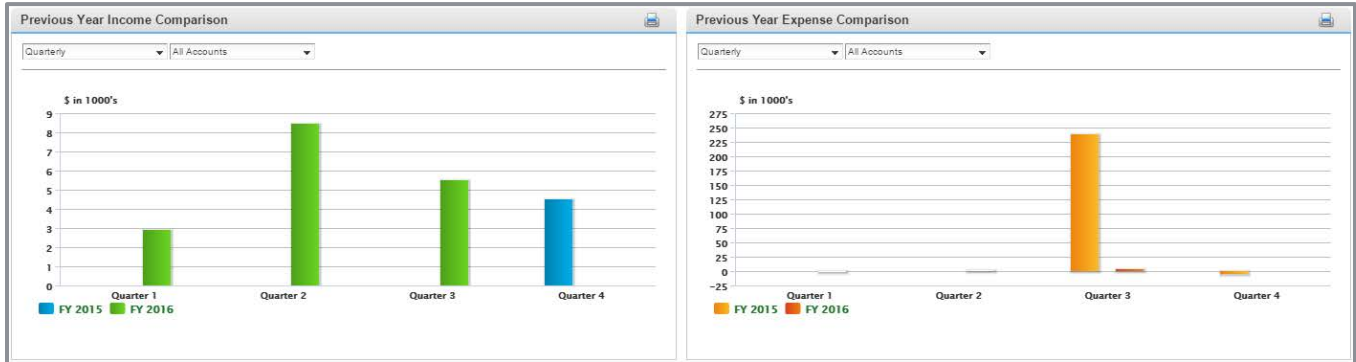 Previous Year Income Comparison
Quarterly
All Accounts
$ in 1000's
9
8
7
6
5
4
3
2
1
0
Quarter 1
Quarter 2
Quarter 3
Quarter 4
FY 2015
FY 2016
Previous Year Expense Comparison
Quarterly
All Accounts
$ in 1000's
275
250
225
200
175
150
125
100
75
50
25
0
-25
Quarter 1
Quarter 2
Quarter 3
Quarter 4
FY 2015
FY 2016